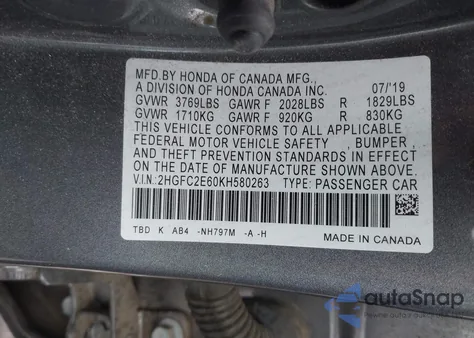 MFD.BY HONDA OF CANADA MFG.,
A DIVISION OF HONDA CANADA INC. 07/'19
GVWR 3769LBS GAWR F 2028LBS R 1829LBS
GVWR 1710KG GAWR F 920KG R 830KG
THIS VEHICLE CONFORMS TO ALL APPLICABLE
FEDERAL MOTOR VEHICLE SAFETY , BUMPER ,
AND THEFT PREVENTION STANDARDS IN EFFECT
ON THE DATE OF MANUFACTURE SHOWN ABOVE.
V.I.N.:2HGFC2E60KH580263 TYPE: PASSENGER CAR
TBD K AB4 -NH797M -A -H
MADE IN CANADA
autoSnap